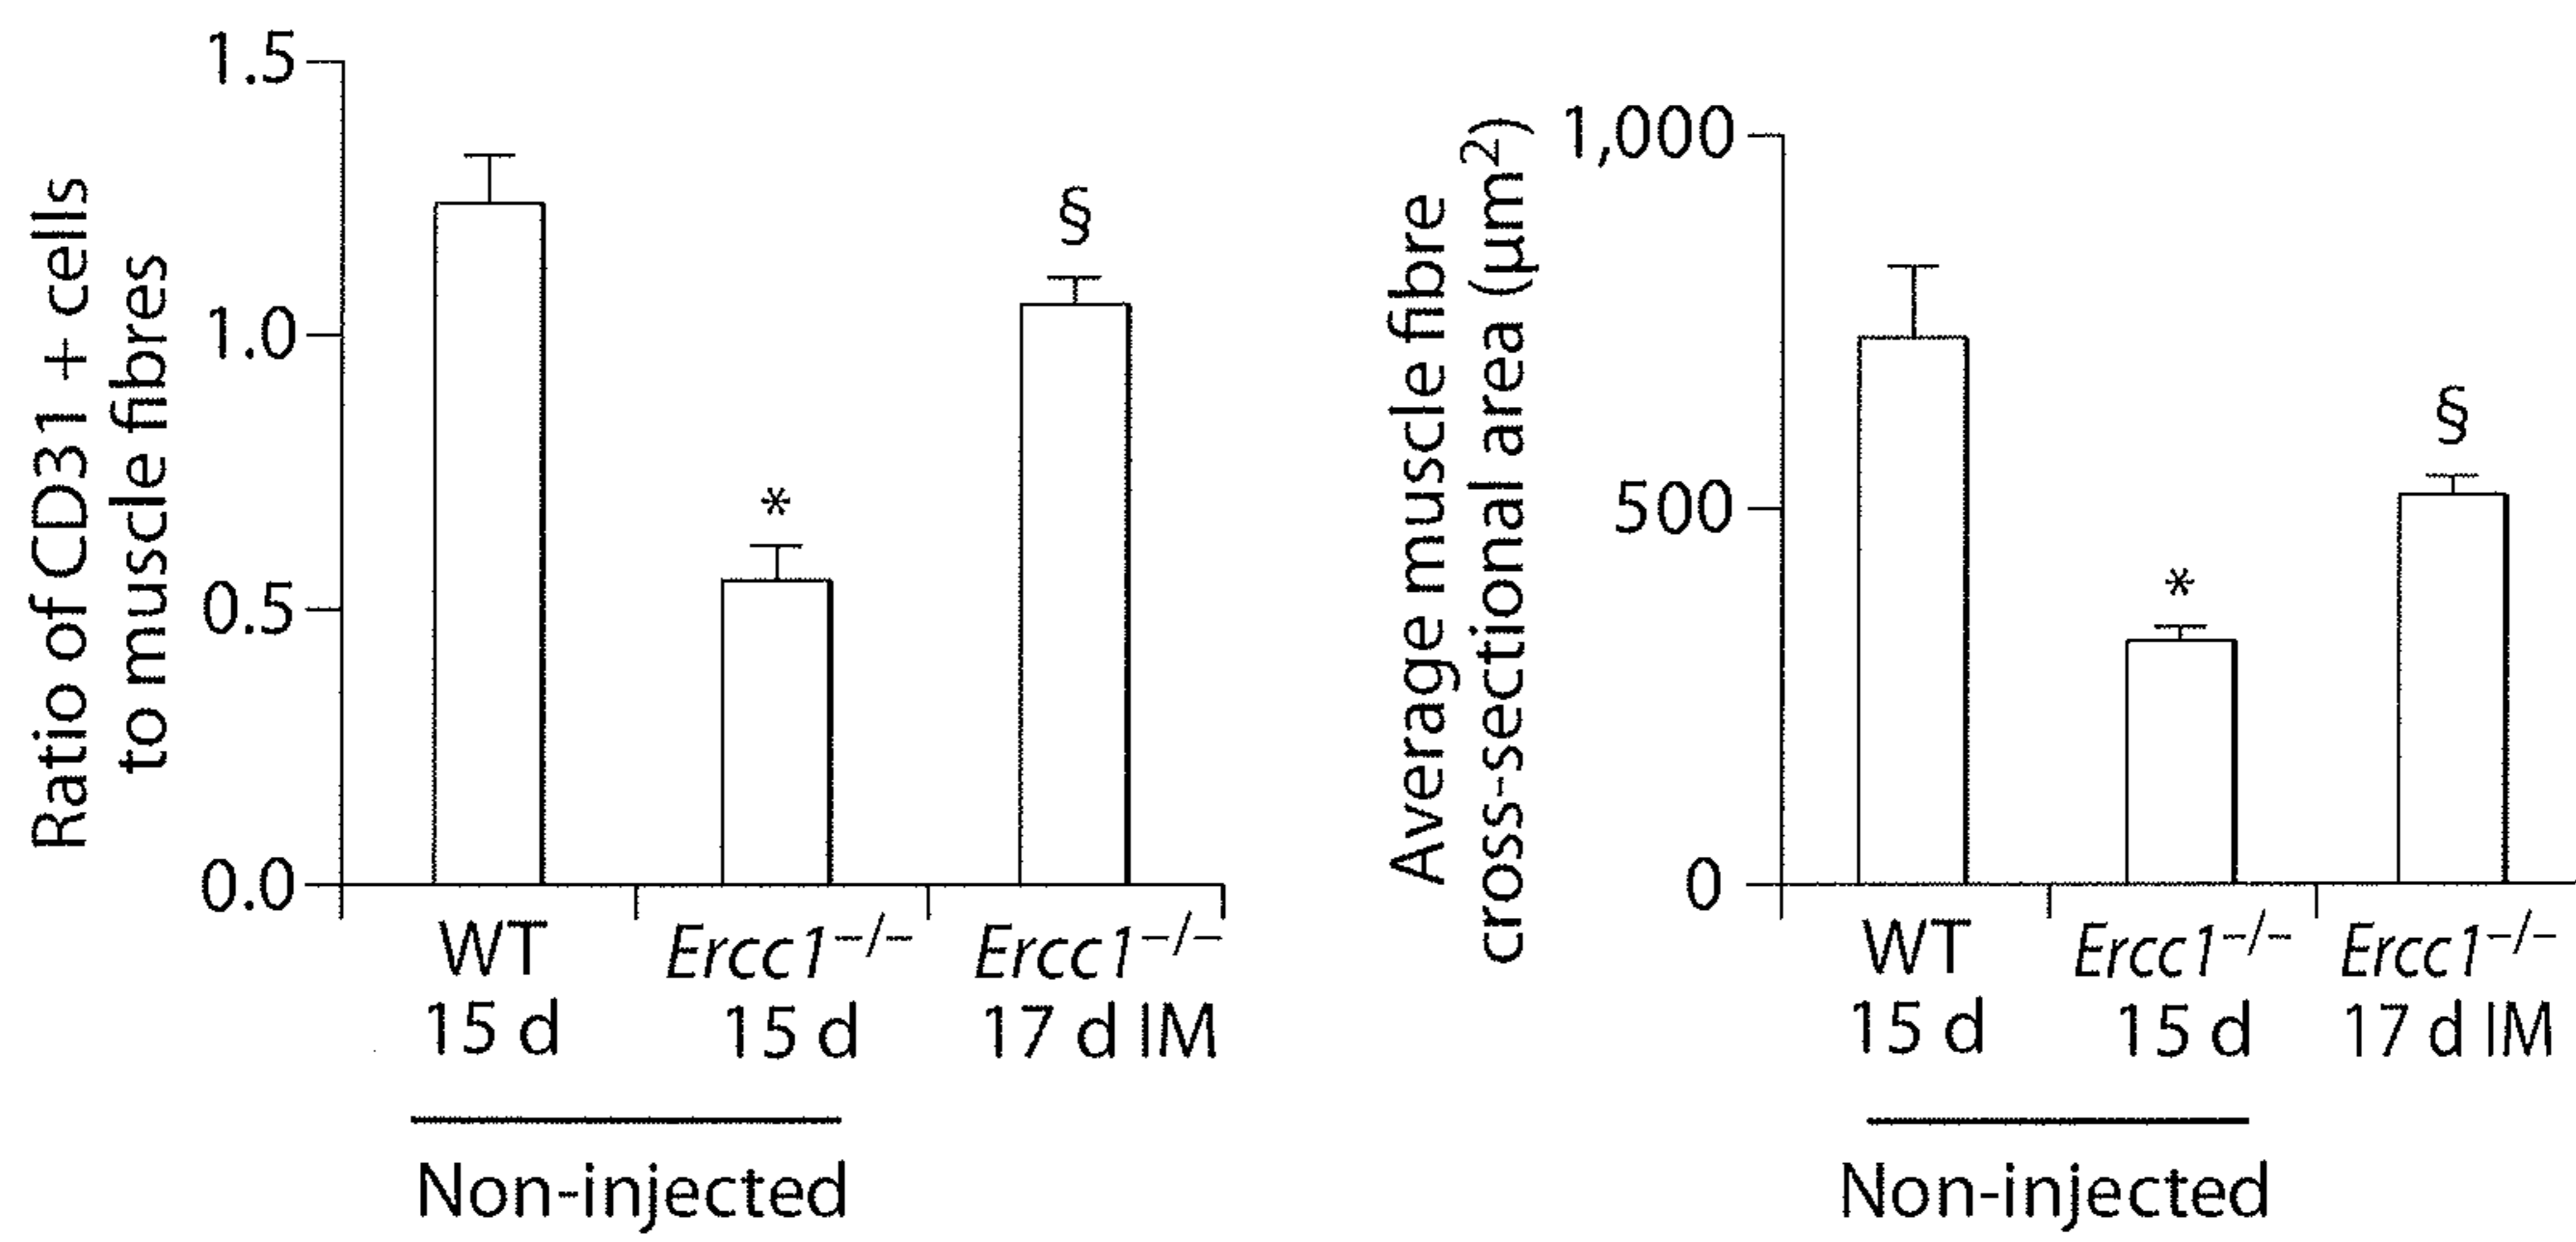 Ratio of CD31 + cells
to muscle fibres
1.5
1.0
0.5
0.0
*
§
WT
15 d
Ercc1−/−
15 d
Ercc1−/−
17 d IM
Non-injected
Average muscle fibre
cross-sectional area (μm²)
1,000
500
0
*
§
WT
15 d
Ercc1−/−
15 d
Ercc1−/−
17 d IM
Non-injected